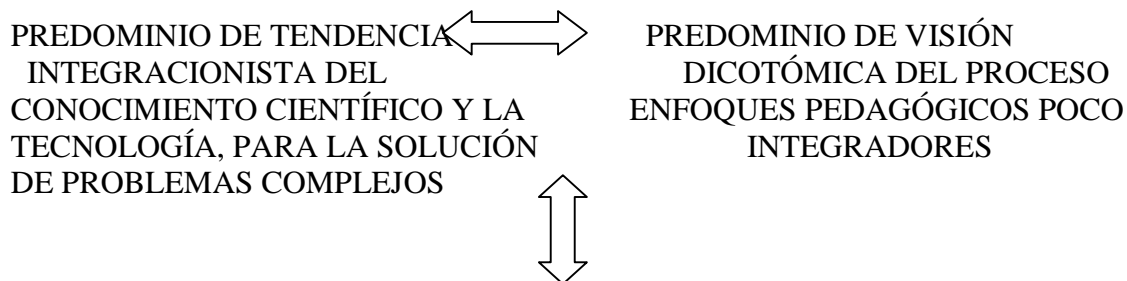 PREDOMINIO DE TENDENCIA
INTEGRACIONISTA DEL
CONOCIMIENTO CIENTÍFICO Y LA
TECNOLOGÍA, PARA LA SOLUCIÓN
DE PROBLEMAS COMPLEJOS
PREDOMINIO DE VISIÓN
DICOTÓMICA DEL PROCESO
ENFOQUES PEDAGÓGICOS POCO
INTEGRADORES